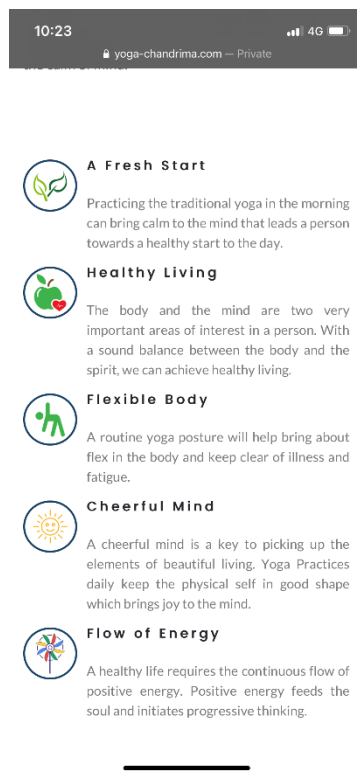 10:23
4G
yoga-chandrima.com — Private
A Fresh Start
Practicing the traditional yoga in the morning
can bring calm to the mind that leads a person
towards a healthy start to the day.
Healthy Living
The body and the mind are two very
important areas of interest in a person. With
a sound balance between the body and the
spirit, we can achieve healthy living.
Flexible Body
A routine yoga posture will help bring about
flex in the body and keep clear of illness and
fatigue.
Cheerful Mind
A cheerful mind is a key to picking up the
elements of beautiful living. Yoga Practices
daily keep the physical self in good shape
which brings joy to the mind.
Flow of Energy
A healthy life requires the continuous flow of
positive energy. Positive energy feeds the
soul and initiates progressive thinking.